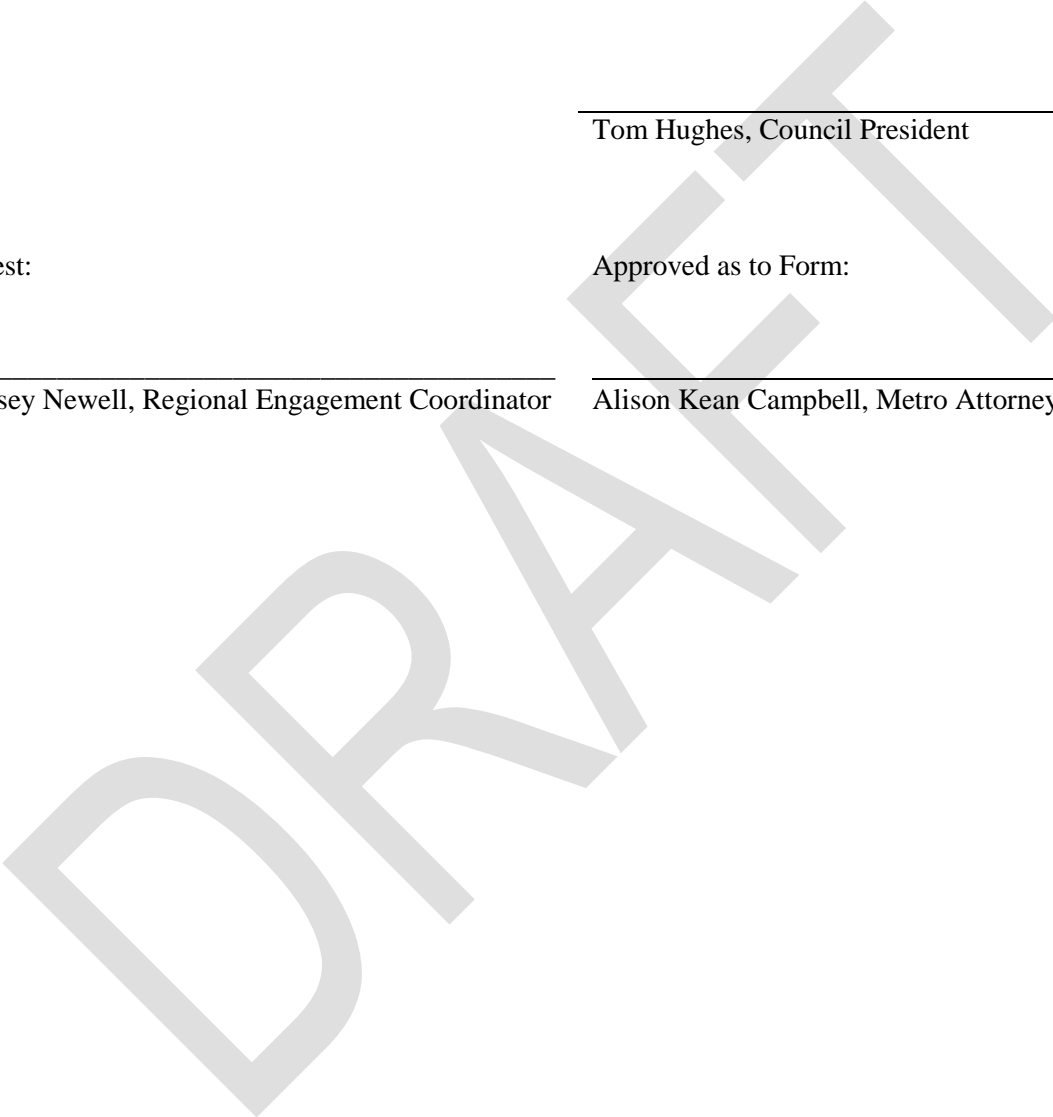 Tom Hughes, Council President
est: Approved as to Form:
sey Newell, Regional Engagement Coordinator Alison Kean Campbell, Metro Attorney
DRAFT